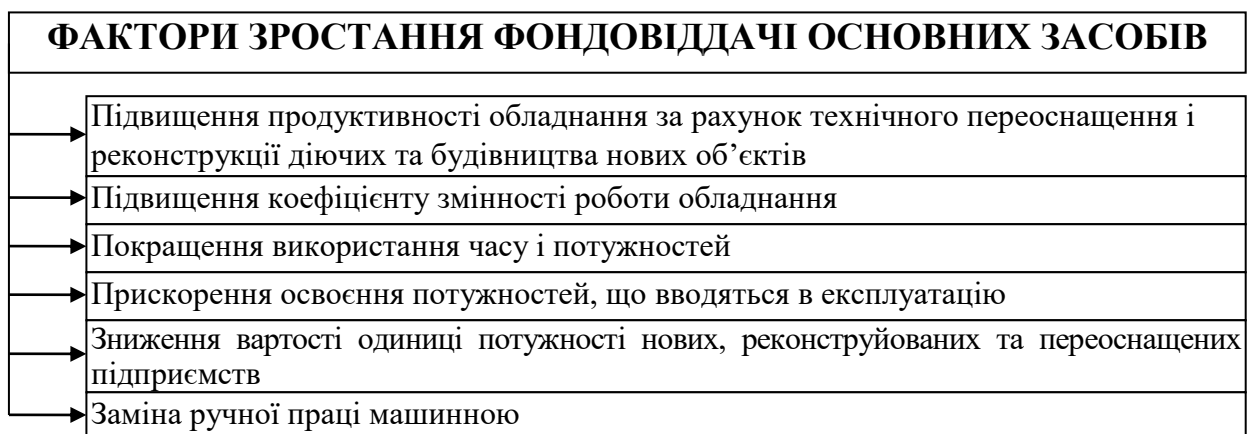 ФАКТОРИ ЗРОСТАННЯ ФОНДОВІДДАЧІ ОСНОВНИХ ЗАСОБІВ
Підвищення продуктивності обладнання за рахунок технічного переоснащення і
реконструкції діючих та будівництва нових об’єктів
Підвищення коефіцієнту змінності роботи обладнання
Покращення використання часу і потужностей
Прискорення освоєння потужностей, що вводяться в експлуатацію
Зниження вартості одиниці потужності нових, реконструйованих та переоснащених
підприємств
Заміна ручної праці машинною